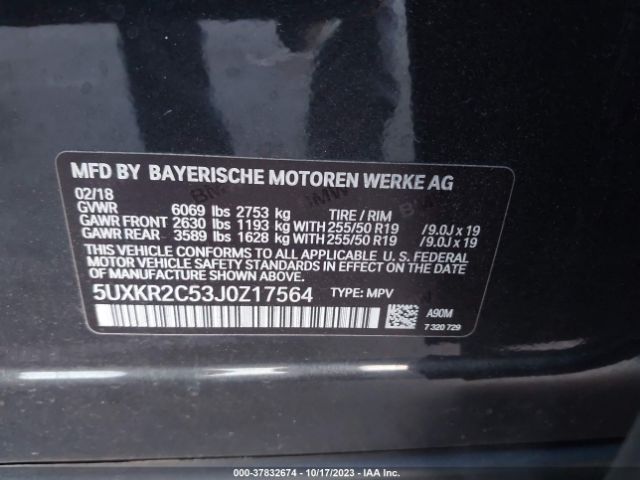 MFD BY BAYERISCHE MOTOREN WERKE AG
02/18
GVWR 6069 lbs 2753 kg TIRE / RIM
GAWR FRONT 2630 lbs 1193 kg WITH 255/50 R19 /9.0J x 19
GAWR REAR 3589 lbs 1628 kg WITH 255/50 R19 /9.0J x 19
THIS VEHICLE CONFORMS TO ALL APPLICABLE U. S. FEDERAL
MOTOR VEHICLE SAFETY STANDARDS IN EFFECT ON THE
DATE OF MANUFACTURE SHOWN ABOVE.
5UXKR2C53J0Z17564 TYPE: MPV
A90M
7 320 729
000-37832674 - 10/17/2023 - IAA Inc.